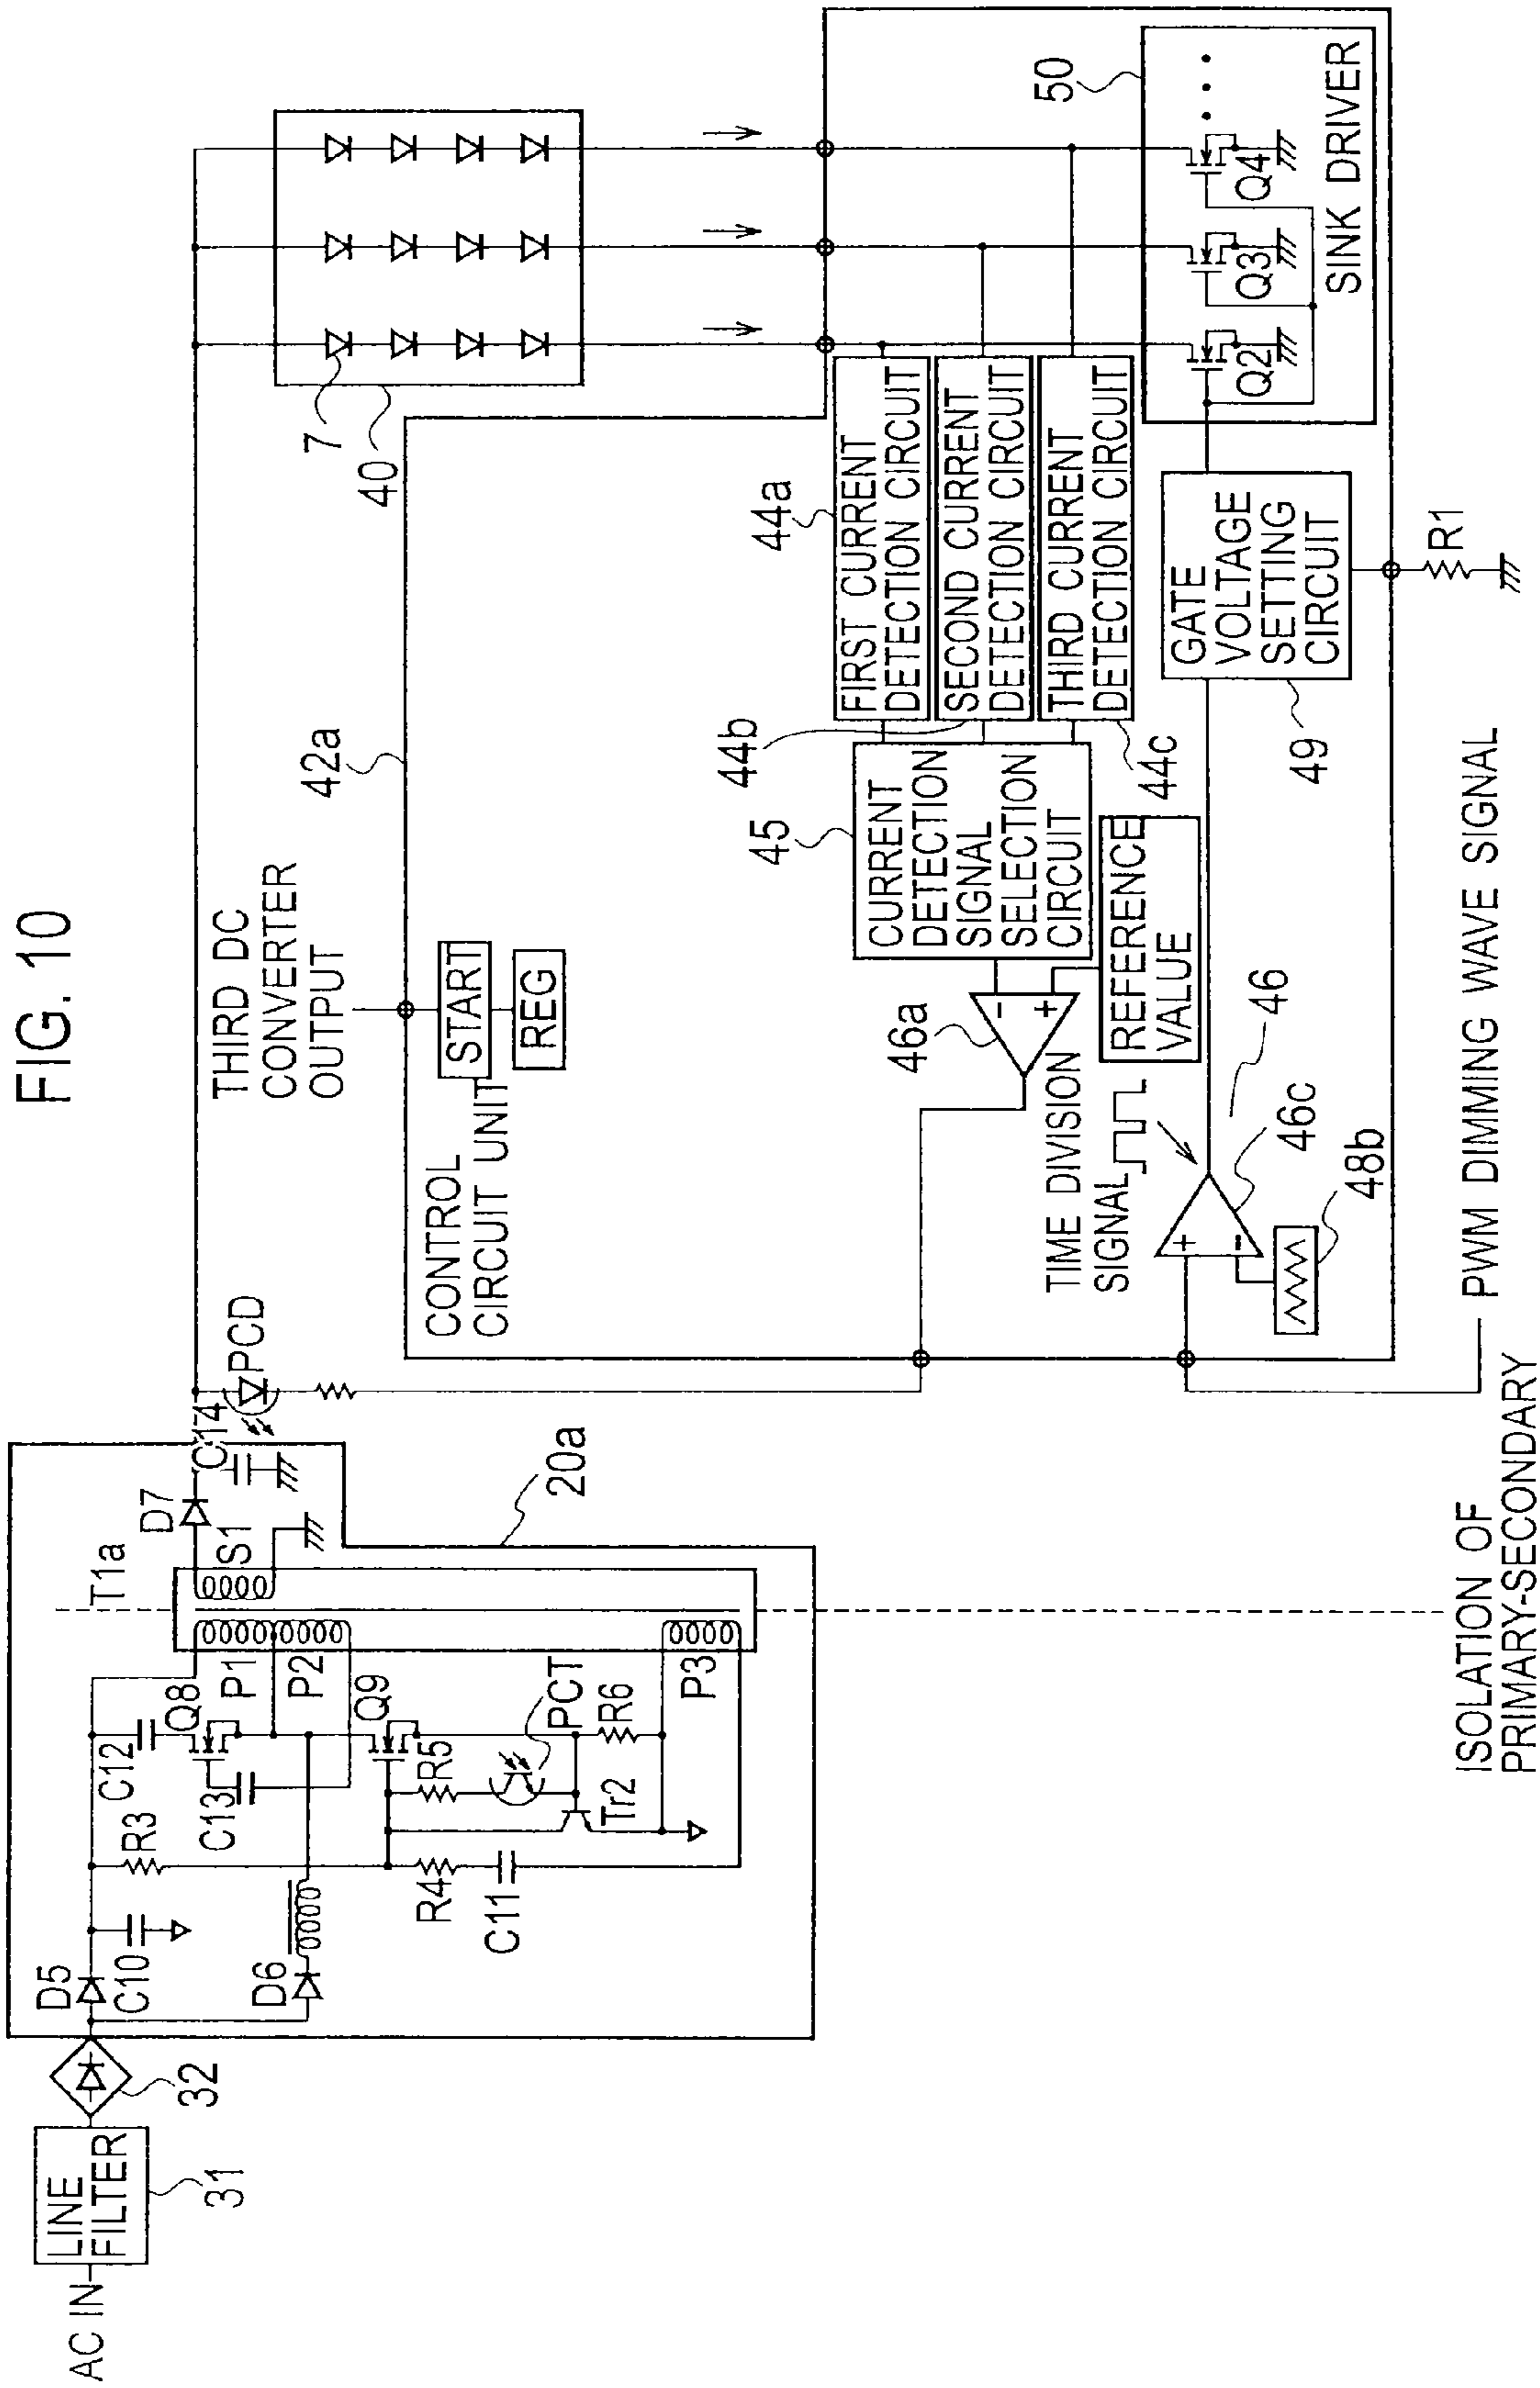 FIG. 10
AC IN
LINE
FILTER
31
32
D5
C10
R3
C12
Q8
C13
D6
P1
P2
Q9
R4
C11
R5
PCT
Tr2
R6
P3
T1a
S1
D7
C14
20a
PCD
ISOLATION OF
PRIMARY-SECONDARY
THIRD DC
CONVERTER
OUTPUT
CONTROL
CIRCUIT UNIT
START
REG
42a
7
40
44a
FIRST CURRENT
DETECTION CIRCUIT
44b
SECOND CURRENT
DETECTION CIRCUIT
THIRD CURRENT
DETECTION CIRCUIT
44c
45
CURRENT
DETECTION
SIGNAL
SELECTION
CIRCUIT
46a
-
+
REFERENCE
VALUE
TIME DIVISION
SIGNAL
46
46c
+
-
48b
GATE
VOLTAGE
SETTING
CIRCUIT
49
R1
50
Q2
Q3
Q4
SINK DRIVER
PWM DIMMING WAVE SIGNAL